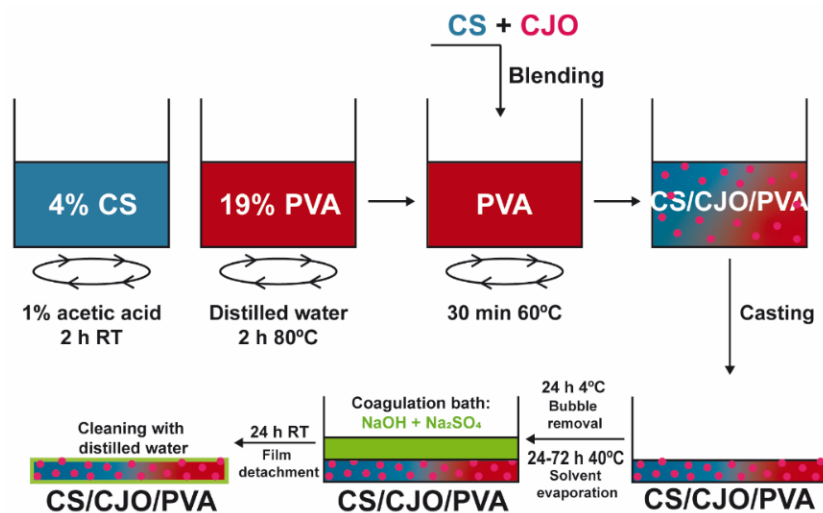 CS + CJO
Blending
4% CS
19% PVA
PVA
CS/CJO/PVA
1% acetic acid
2 h RT
Distilled water
2 h 80ºC
30 min 60ºC
Casting
Cleaning with
distilled water
24 h RT
Film
detachment
Coagulation bath:
NaOH + Na₂SO₄
24 h 4ºC
Bubble
removal
24-72 h 40ºC
Solvent
evaporation
CS/CJO/PVA
CS/CJO/PVA
CS/CJO/PVA